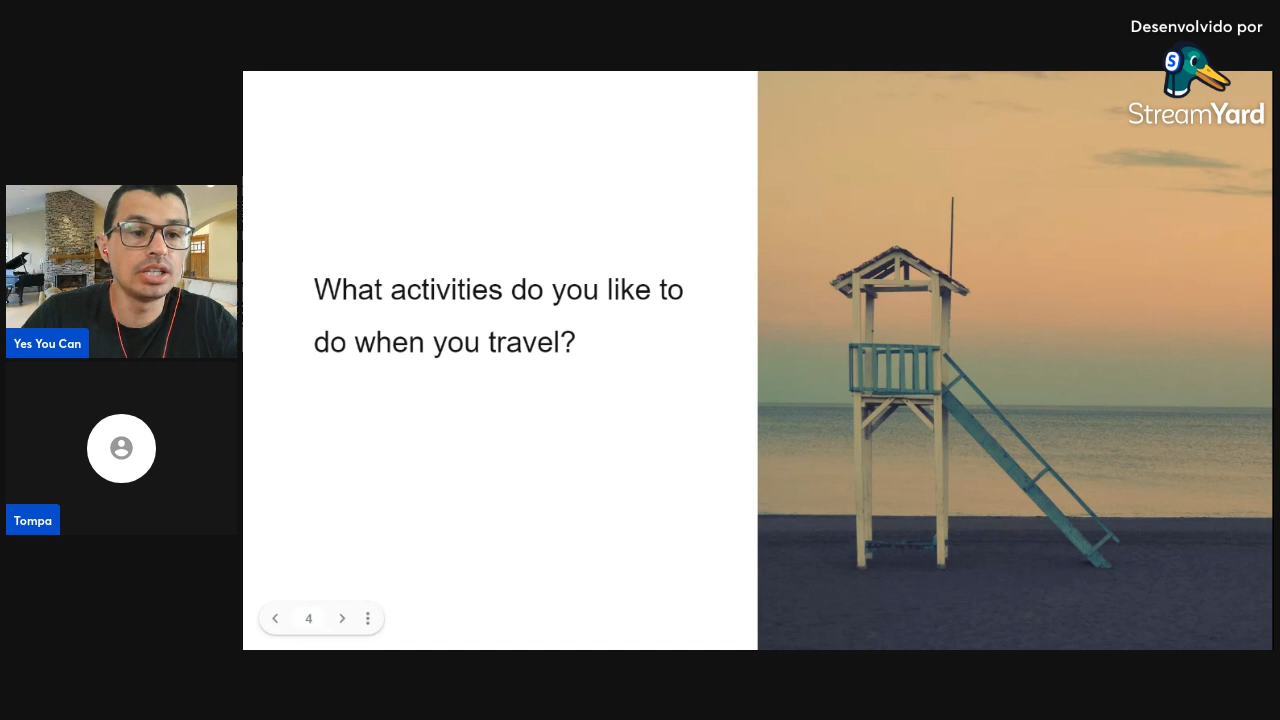 Desenvolvido por
S
StreamYard
What activities do you like to
do when you travel?
Yes You Can
Tompa
4